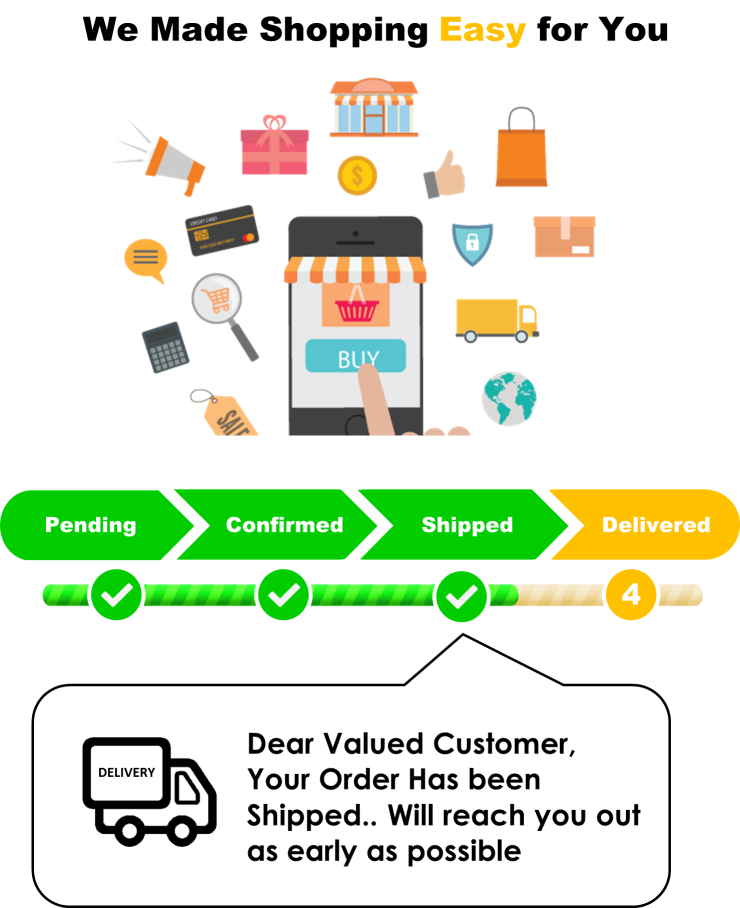 We Made Shopping Easy for You
$
CREDIT CARD
BUY
SALE
Pending
Confirmed
Shipped
Delivered
4
DELIVERY
Dear Valued Customer,
Your Order Has been
Shipped.. Will reach you out
as early as possible